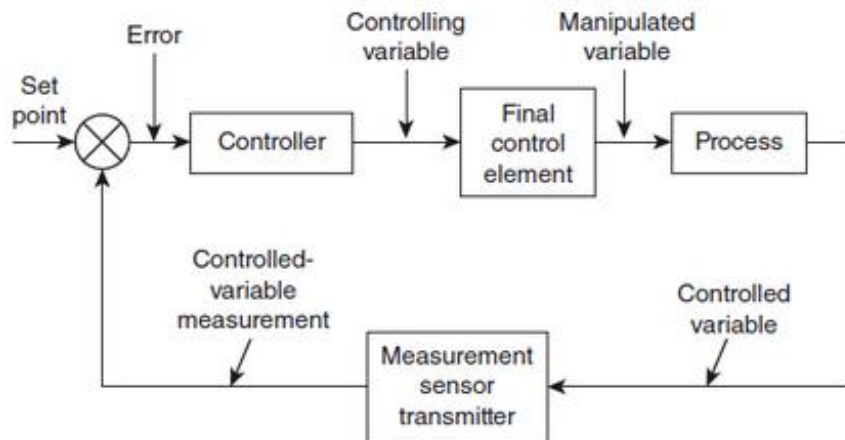 Set
point
Error
Controller
Controlling
variable
Final
control
element
Manipulated
variable
Process
Controlled-
variable
measurement
Measurement
sensor
transmitter
Controlled
variable